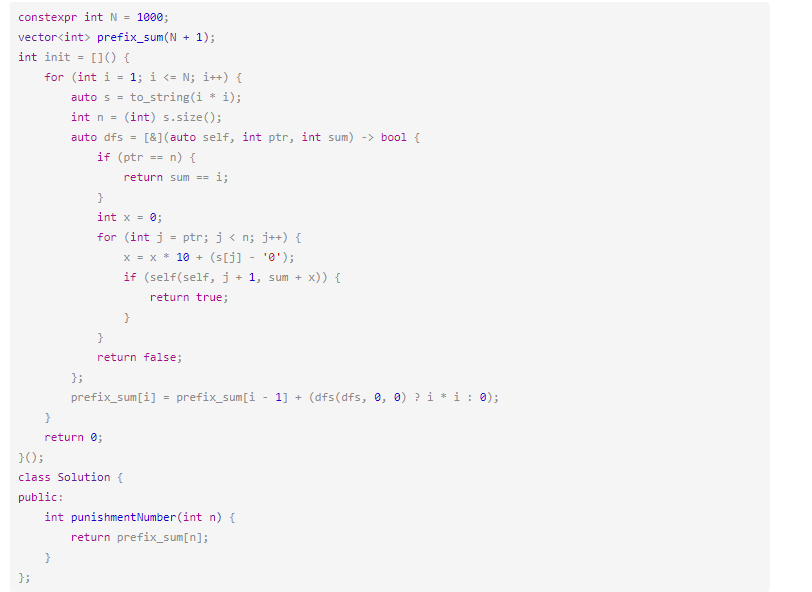 constexpr int N = 1000;
vector<int> prefix_sum(N + 1);
int init = []() {
    for (int i = 1; i <= N; i++) {
        auto s = to_string(i * i);
        int n = (int) s.size();
        auto dfs = [&](auto self, int ptr, int sum) -> bool {
            if (ptr == n) {
                return sum == i;
            }
            int x = 0;
            for (int j = ptr; j < n; j++) {
                x = x * 10 + (s[j] - '0');
                if (self(self, j + 1, sum + x)) {
                    return true;
                }
            }
            return false;
        };
        prefix_sum[i] = prefix_sum[i - 1] + (dfs(dfs, 0, 0) ? i * i : 0);
    }
    return 0;
}();
class Solution {
public:
    int punishmentNumber(int n) {
        return prefix_sum[n];
    }
};